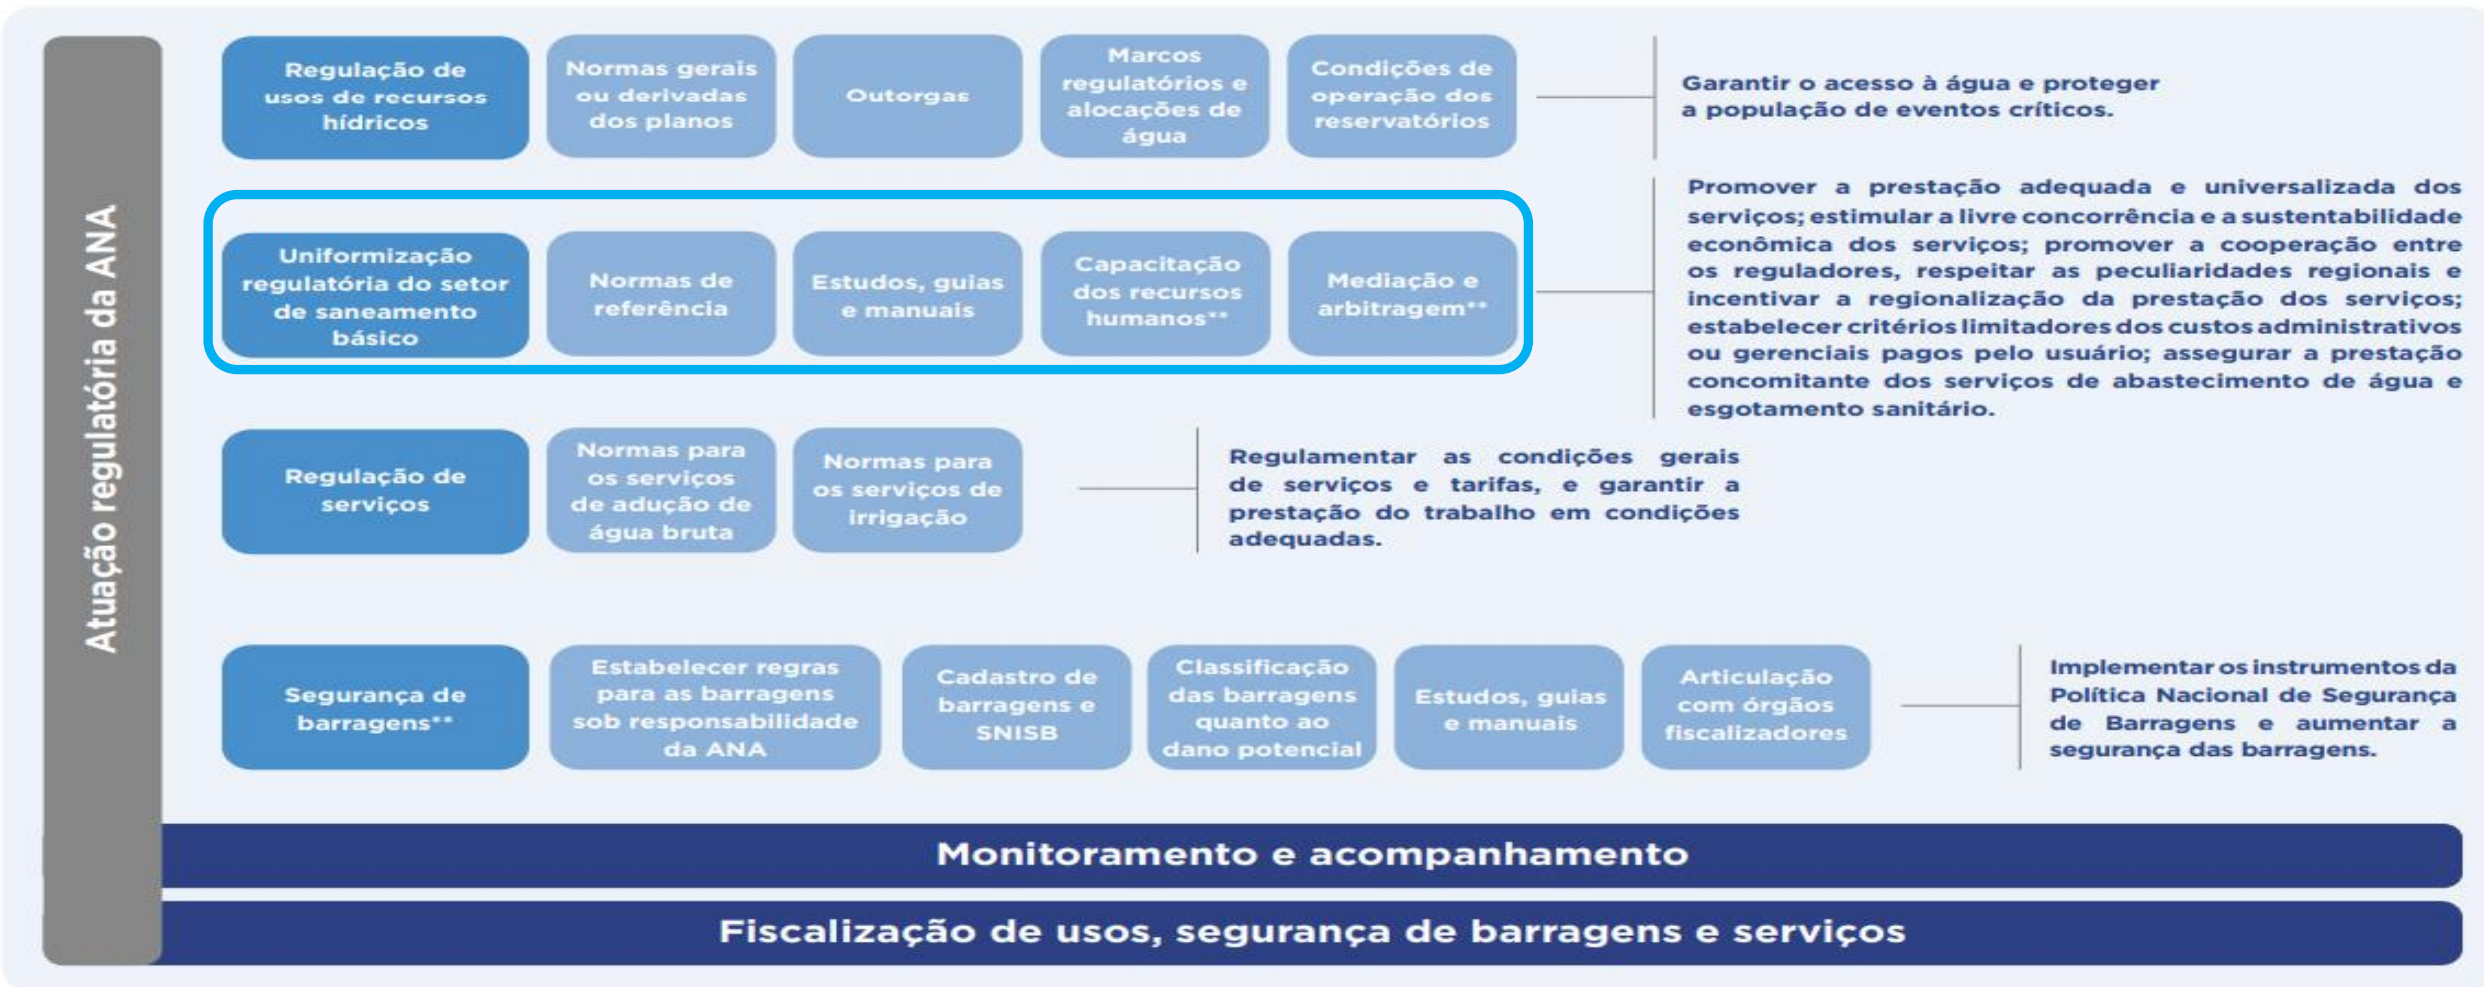 Atuação regulatória da ANA
Regulação de
usos de recursos
hídricos
Normas gerais
ou derivadas
dos planos
Outorgas
Marcos
regulatórios e
alocações de
água
Condições de
operação dos
reservatórios
Garantir o acesso à água e proteger
a população de eventos críticos.
Uniformização
regulatória do setor
de saneamento
básico
Normas de
referência
Estudos, guias
e manuais
Capacitação
dos recursos
humanos**
Mediação e
arbitragem**
Promover a prestação adequada e universalizada dos
serviços; estimular a livre concorrência e a sustentabilidade
econômica dos serviços; promover a cooperação entre
os reguladores, respeitar as peculiaridades regionais e
incentivar a regionalização da prestação dos serviços;
estabelecer critérios limitadores dos custos administrativos
ou gerenciais pagos pelo usuário; assegurar a prestação
concomitante dos serviços de abastecimento de água e
esgotamento sanitário.
Regulação de
serviços
Normas para
os serviços
de adução de
água bruta
Normas para
os serviços de
irrigação
Regulamentar as condições gerais
de serviços e tarifas, e garantir a
prestação do trabalho em condições
adequadas.
Segurança de
barragens**
Estabelecer regras
para as barragens
sob responsabilidade
da ANA
Cadastro de
barragens e
SNISB
Classificação
das barragens
quanto ao
dano potencial
Estudos, guias
e manuais
Articulação
com órgãos
fiscalizadores
Implementar os instrumentos da
Política Nacional de Segurança
de Barragens e aumentar a
segurança das barragens.
Monitoramento e acompanhamento
Fiscalização de usos, segurança de barragens e serviços